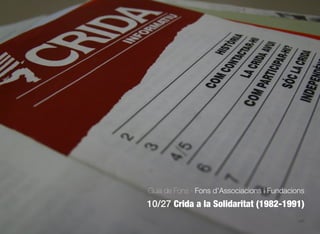 CRIDA
INFORMATIU
HISTÒRIA
COM CONTACTAR-HI
LA CRIDA AVUI
COM PARTICIPAR-HI?
SÓC LA CRIDA
2
3
4/5
6
7
Guia de Fons - Fons d'Associacions i Fundacions
10/27 Crida a la Solidaritat (1982-1991)